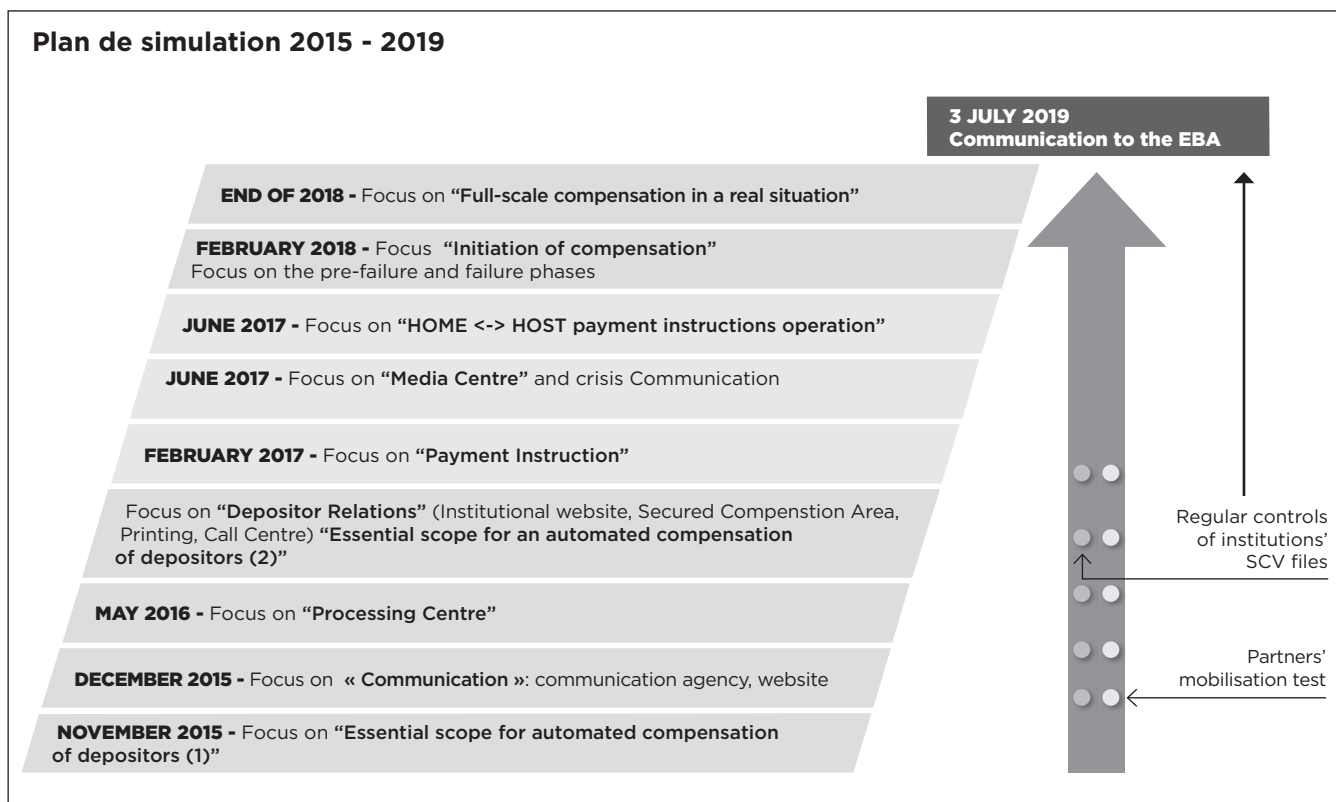 Plan de simulation 2015 - 2019
3 JULY 2019
Communication to the EBA
END OF 2018 - Focus on “Full-scale compensation in a real situation”
FEBRUARY 2018 - Focus “Initiation of compensation”
Focus on the pre-failure and failure phases
JUNE 2017 - Focus on “HOME <-> HOST payment instructions operation”
JUNE 2017 - Focus on “Media Centre” and crisis Communication
FEBRUARY 2017 - Focus on “Payment Instruction”
Focus on “Depositor Relations” (Institutional website, Secured Compenstion Area,
Printing, Call Centre) “Essential scope for an automated compensation
of depositors (2)”
MAY 2016 - Focus on “Processing Centre”
DECEMBER 2015 - Focus on « Communication »: communication agency, website
NOVEMBER 2015 - Focus on “Essential scope for automated compensation
of depositors (1)”
Regular controls
of institutions’
SCV files
Partners’
mobilisation test